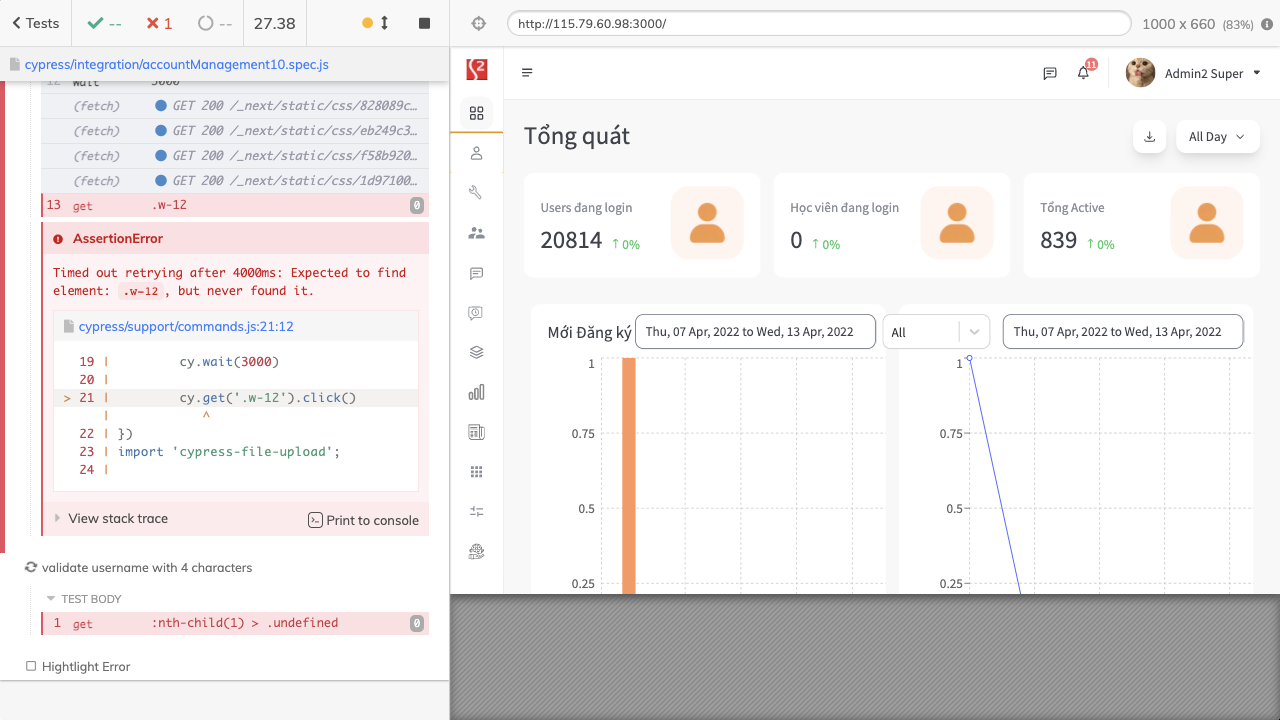 Tests
--
1
--
27.38
http://115.79.60.98:3000/
1000 x 660 (83%)
cypress/integration/accountManagement10.spec.js
12 wait 3000
(fetch) GET 200 /_next/static/css/828089c…
(fetch) GET 200 /_next/static/css/eb249c3…
(fetch) GET 200 /_next/static/css/f58b920…
(fetch) GET 200 /_next/static/css/1d97100…
13 get .w-12 0
AssertionError
Timed out retrying after 4000ms: Expected to find
element: .w-12, but never found it.
cypress/support/commands.js:21:12
19 | cy.wait(3000)
20 |
> 21 | cy.get('.w-12').click()
| ^
22 | })
23 | import 'cypress-file-upload';
24 |
View stack trace
Print to console
validate username with 4 characters
TEST BODY
1 get :nth-child(1) > .undefined 0
Hightlight Error
S2
11
Admin2 Super
Tổng quát
All Day
Users đang login
20814 ↑ 0%
Học viên đang login
0 ↑ 0%
Tổng Active
839 ↑ 0%
Mới Đăng ký
Thu, 07 Apr, 2022 to Wed, 13 Apr, 2022
All
Thu, 07 Apr, 2022 to Wed, 13 Apr, 2022
1
0.75
0.5
0.25
1
0.75
0.5
0.25